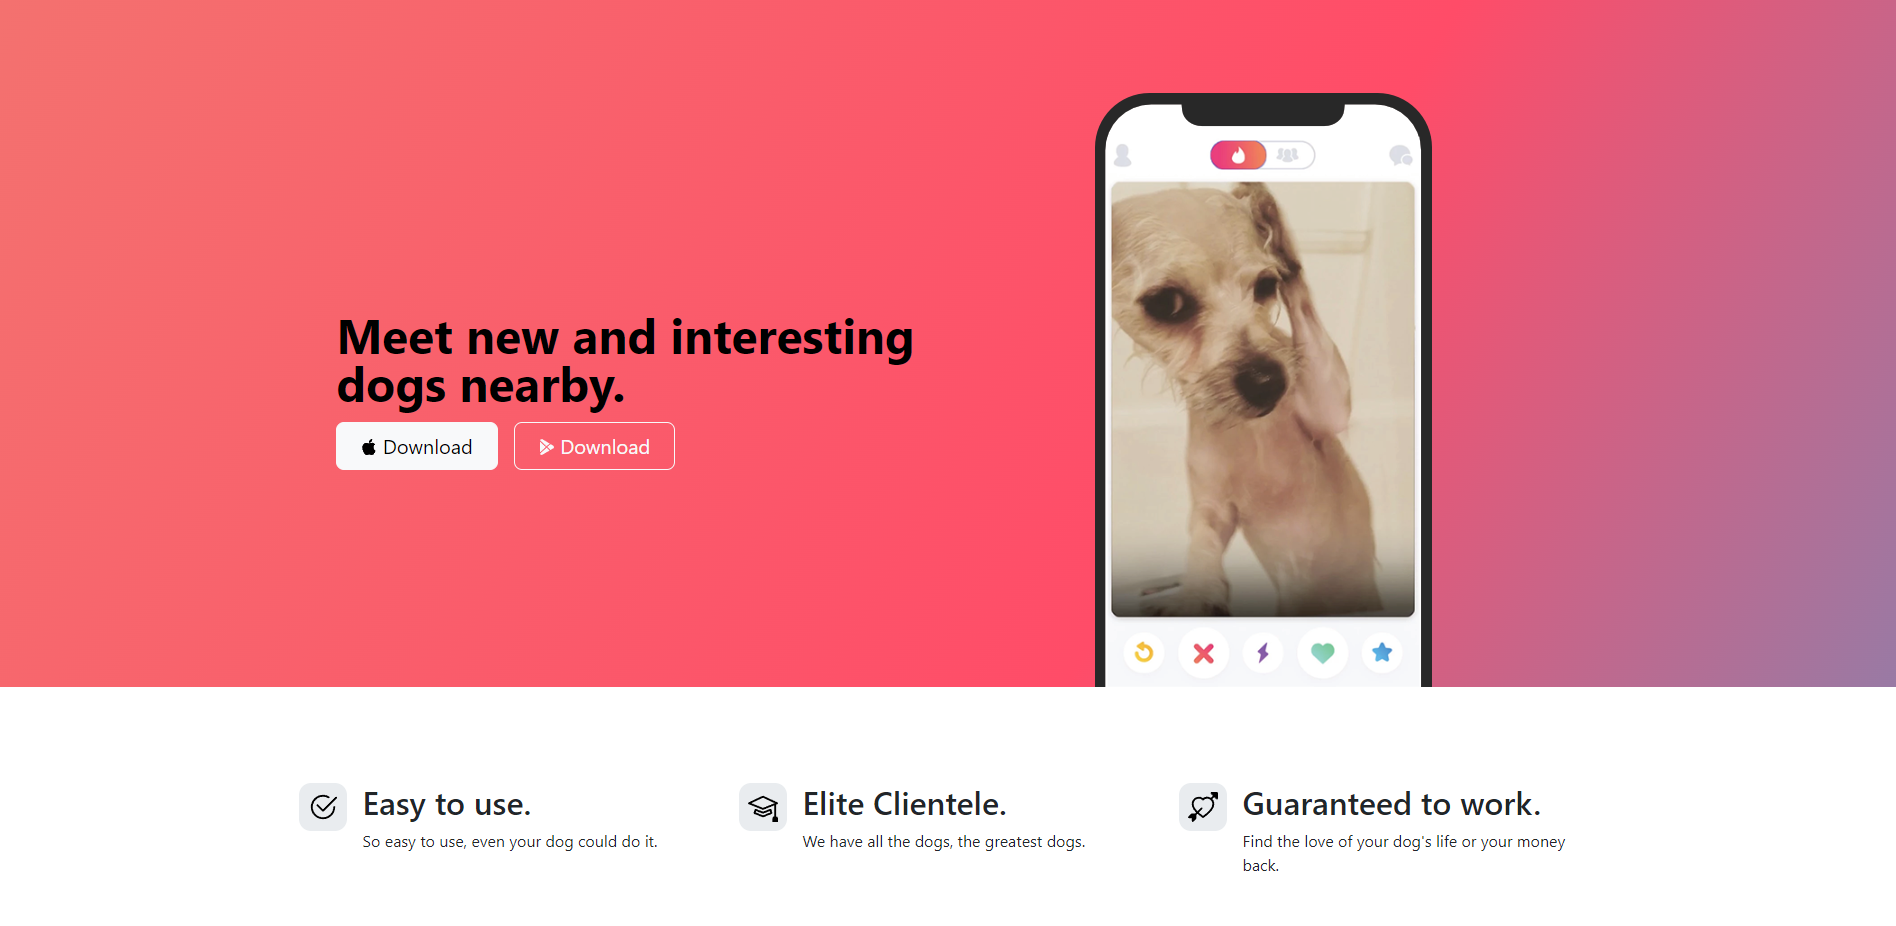 Meet new and interesting
dogs nearby.
Download
Download
Easy to use.
So easy to use, even your dog could do it.
Elite Clientele.
We have all the dogs, the greatest dogs.
Guaranteed to work.
Find the love of your dog's life or your money
back.